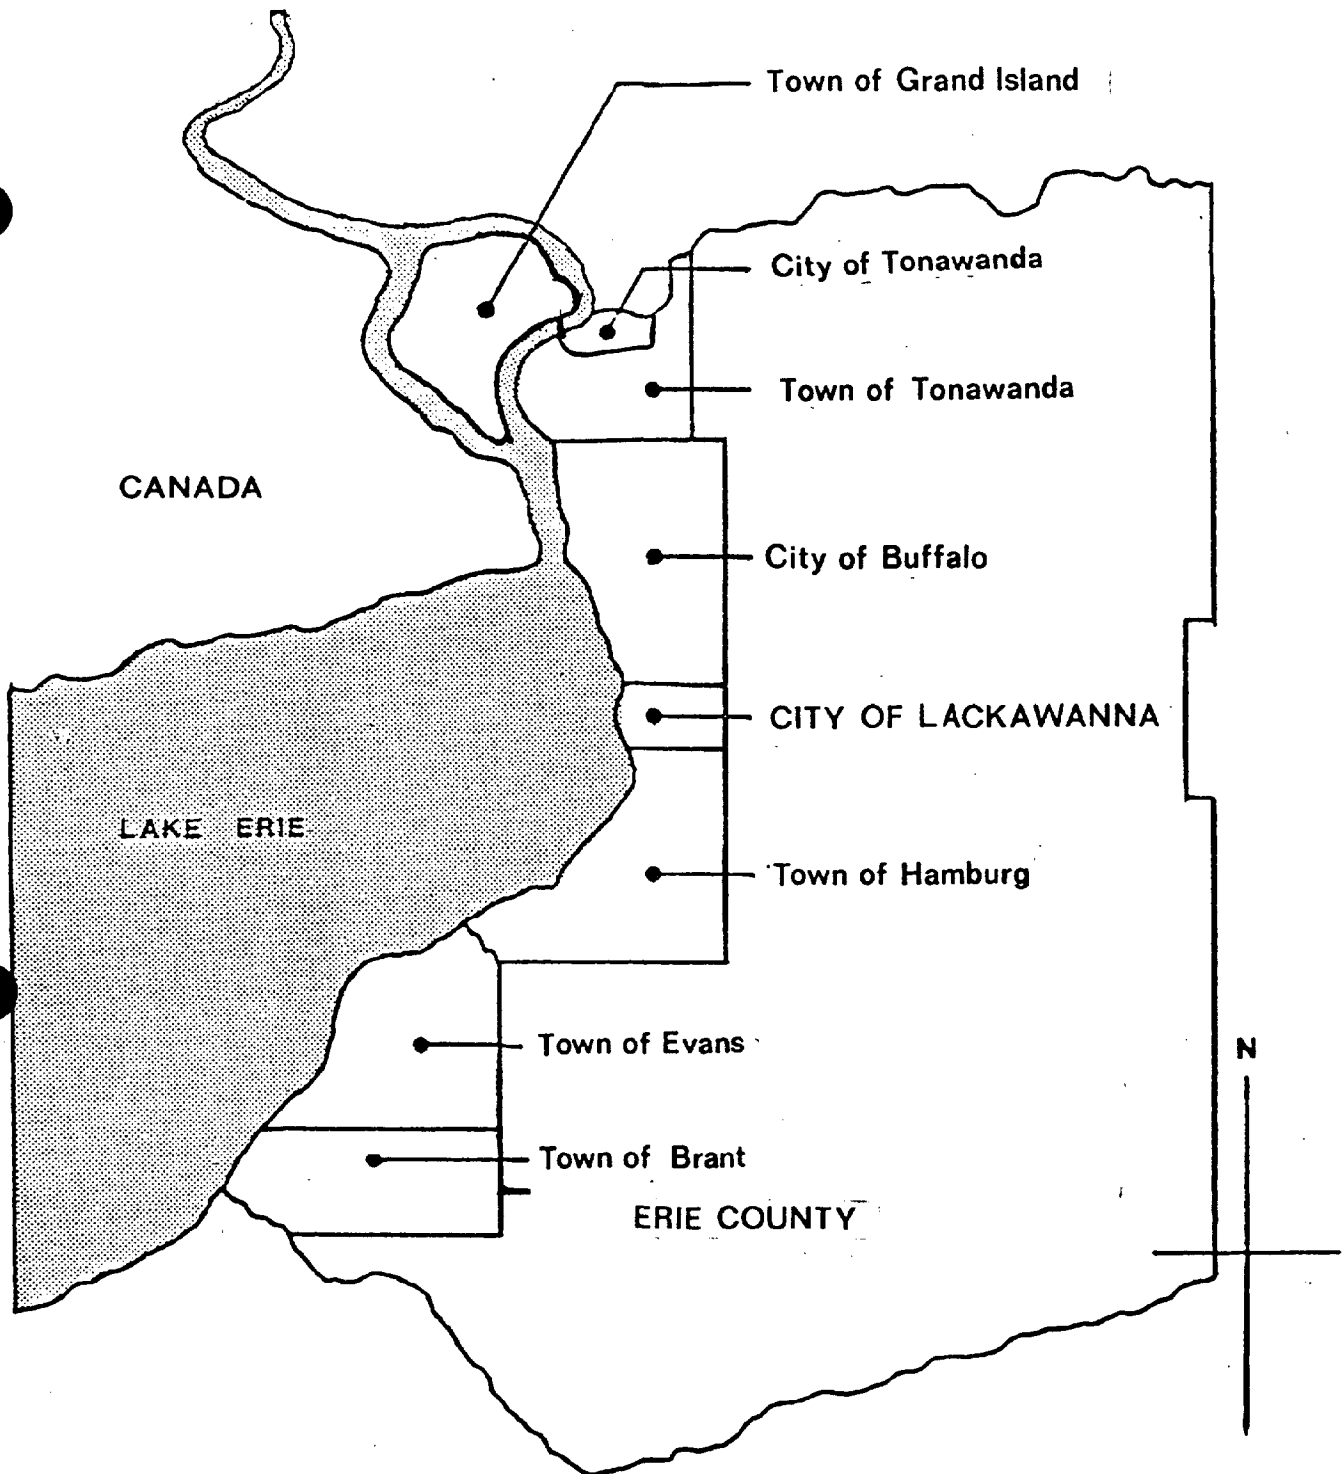 Town of Grand Island
City of Tonawanda
Town of Tonawanda
CANADA
City of Buffalo
CITY OF LACKAWANNA
LAKE ERIE
Town of Hamburg
Town of Evans
N
Town of Brant
ERIE COUNTY